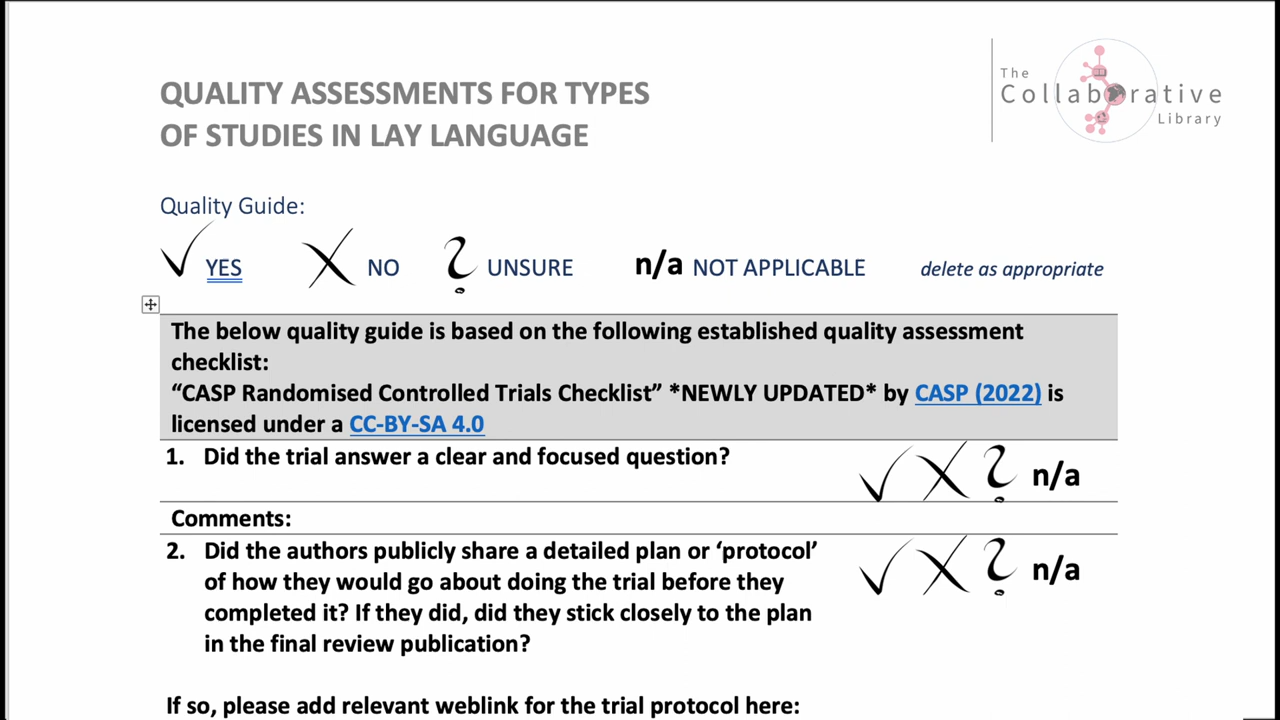 The
Collaborative
Library
QUALITY ASSESSMENTS FOR TYPES
OF STUDIES IN LAY LANGUAGE
Quality Guide:
YES NO ? UNSURE n/a NOT APPLICABLE delete as appropriate
The below quality guide is based on the following established quality assessment
checklist:
“CASP Randomised Controlled Trials Checklist” *NEWLY UPDATED* by CASP (2022) is
licensed under a CC-BY-SA 4.0
1. Did the trial answer a clear and focused question? ? n/a
Comments:
2. Did the authors publicly share a detailed plan or ‘protocol’ ? n/a
of how they would go about doing the trial before they
completed it? If they did, did they stick closely to the plan
in the final review publication?
If so, please add relevant weblink for the trial protocol here: